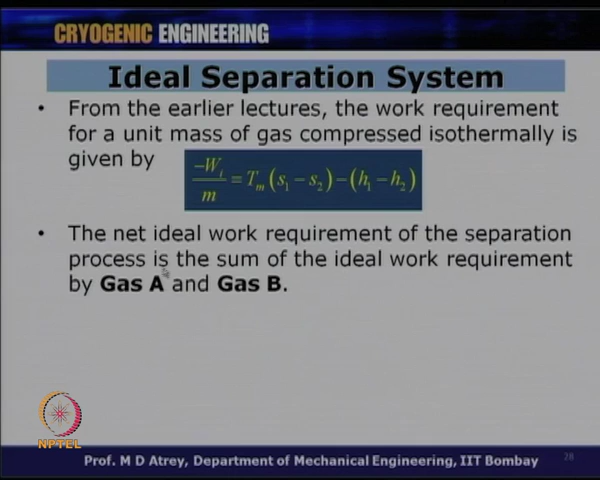 CRYOGENIC ENGINEERING
Ideal Separation System
• From the earlier lectures, the work requirement
for a unit mass of gas compressed isothermally is
given by
-W_i/m = T_m (s_1 - s_2) - (h_1 - h_2)
• The net ideal work requirement of the separation
process is the sum of the ideal work requirement
by Gas A and Gas B.
NPTEL
Prof. M D Atrey, Department of Mechanical Engineering, IIT Bombay
28